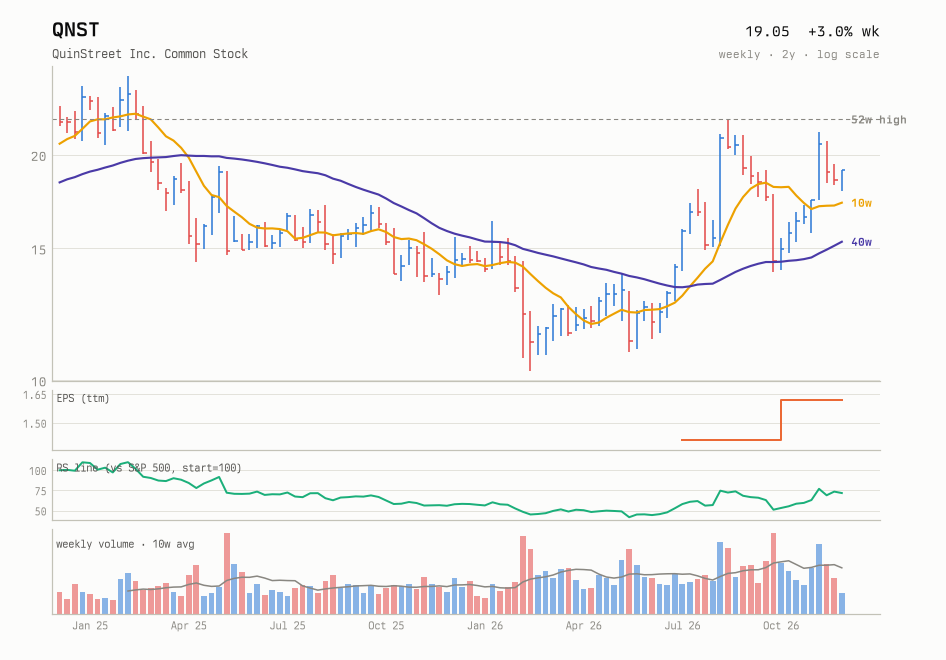 QNST
19.05 +3.0% wk
QuinStreet Inc. Common Stock
weekly · 2y · log scale
52w high
20
10w
40w
15
10
1.65
EPS (ttm)
1.50
RS line (vs S&P 500, start=100)
100
75
50
weekly volume · 10w avg
Jan 25 Apr 25 Jul 25 Oct 25 Jan 26 Apr 26 Jul 26 Oct 26